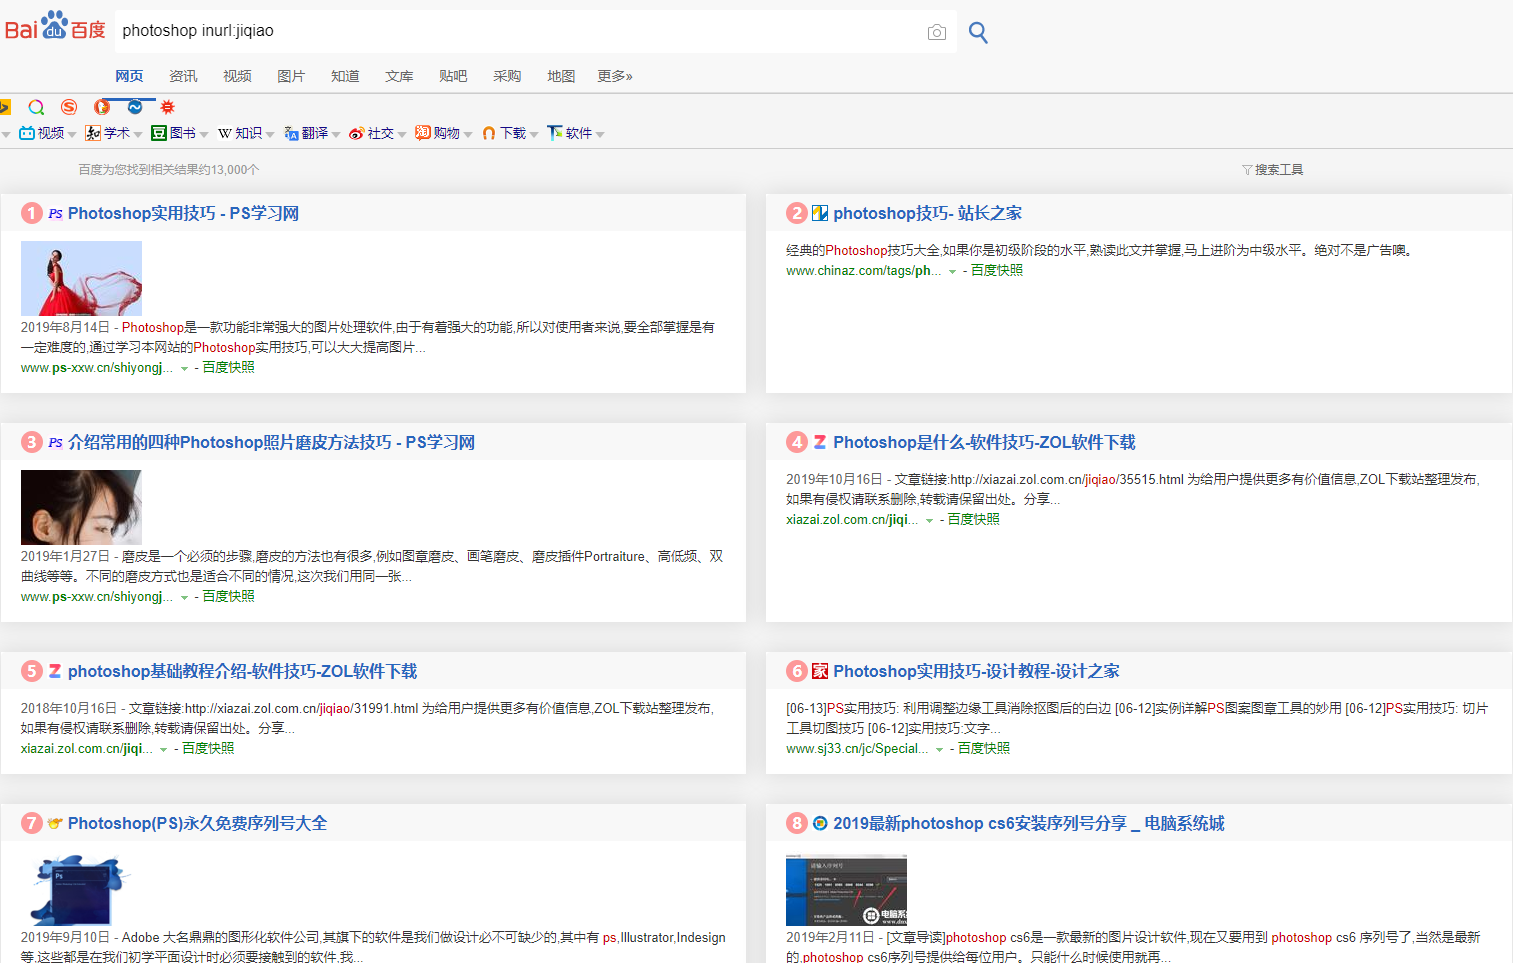 Bai du 百度
photoshop inurl:jiqiao
网页 资讯 视频 图片 知道 文库 贴吧 采购 地图 更多»
视频 学术 图书 知识 翻译 社交 购物 下载 软件
百度为您找到相关结果约13,000个 搜索工具
1 PS Photoshop实用技巧 - PS学习网
2019年8月14日 - Photoshop是一款功能非常强大的图片处理软件,由于有着强大的功能,所以对使用者来说,要全部掌握是有
一定难度的,通过学习本网站的Photoshop实用技巧,可以大大提高图片...
www.ps-xxw.cn/shiyongj... - 百度快照
2 photoshop技巧- 站长之家
经典的Photoshop技巧大全,如果你是初级阶段的水平,熟读此文并掌握,马上进阶为中级水平。绝对不是广告噢。
www.chinaz.com/tags/ph... - 百度快照
3 PS 介绍常用的四种Photoshop照片磨皮方法技巧 - PS学习网
2019年1月27日 - 磨皮是一个必须的步骤,磨皮的方法也有很多,例如图章磨皮、画笔磨皮、磨皮插件Portraiture、高低频、双
曲线等等。不同的磨皮方式也是适合不同的情况,这次我们用同一张...
www.ps-xxw.cn/shiyongj... - 百度快照
4 Z Photoshop是什么-软件技巧-ZOL软件下载
2019年10月16日 - 文章链接:http://xiazai.zol.com.cn/jiqiao/35515.html 为给用户提供更多有价值信息,ZOL下载站整理发布,
如果有侵权请联系删除,转载请保留出处。分享...
xiazai.zol.com.cn/jiqi... - 百度快照
5 Z photoshop基础教程介绍-软件技巧-ZOL软件下载
2018年10月16日 - 文章链接:http://xiazai.zol.com.cn/jiqiao/31991.html 为给用户提供更多有价值信息,ZOL下载站整理发布,
如果有侵权请联系删除,转载请保留出处。分享...
xiazai.zol.com.cn/jiqi... - 百度快照
6 家 Photoshop实用技巧-设计教程-设计之家
[06-13]PS实用技巧: 利用调整边缘工具消除抠图后的白边 [06-12]实例详解PS图案图章工具的妙用 [06-12]PS实用技巧: 切片
工具切图技巧 [06-12]实用技巧:文字...
www.sj33.cn/jc/Special... - 百度快照
7 Photoshop(PS)永久免费序列号大全
Ps
2019年9月10日 - Adobe 大名鼎鼎的图形化软件公司,其旗下的软件是我们做设计必不可缺少的,其中有 ps,Illustrator,Indesign
等,这些都是在我们初学平面设计时必须要接触到的软件,我...
8 2019最新photoshop cs6安装序列号分享 _ 电脑系统城
请输入序列号
电脑系
2019年2月11日 - [文章导读]photoshop cs6是一款最新的图片设计软件,现在又要用到 photoshop cs6 序列号了,当然是最新
的,photoshop cs6序列号提供给每位用户。只能什么时候使用就再...